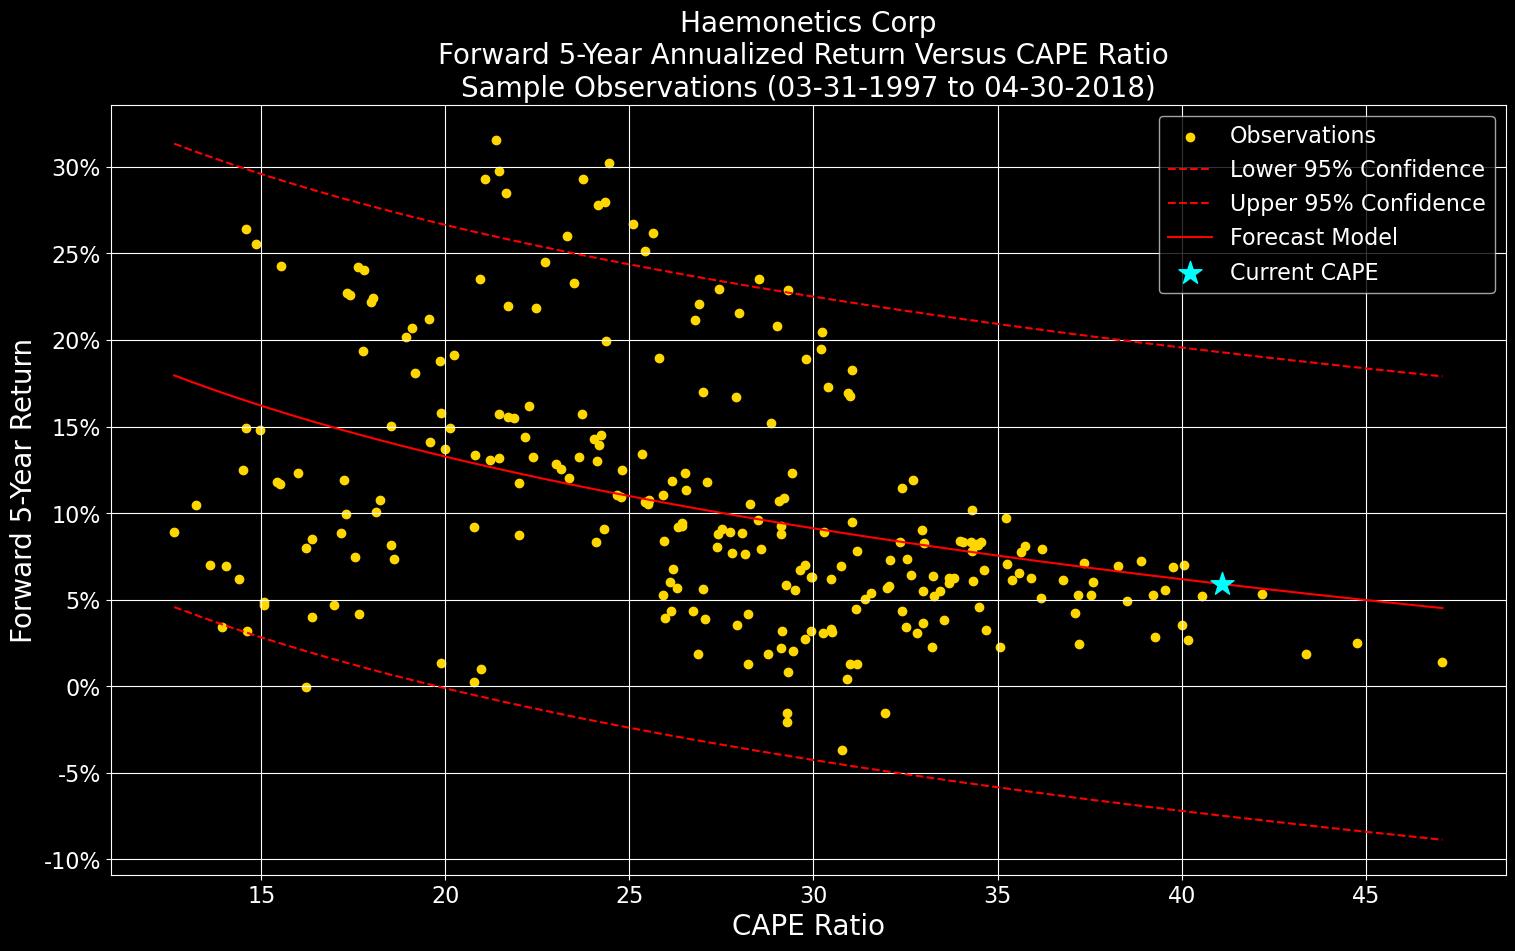 Haemonetics Corp
Forward 5-Year Annualized Return Versus CAPE Ratio
Sample Observations (03-31-1997 to 04-30-2018)
Observations
Lower 95% Confidence
Upper 95% Confidence
Forecast Model
Current CAPE
Forward 5-Year Return
30%
25%
20%
15%
10%
5%
0%
-5%
-10%
15 20 25 30 35 40 45
CAPE Ratio